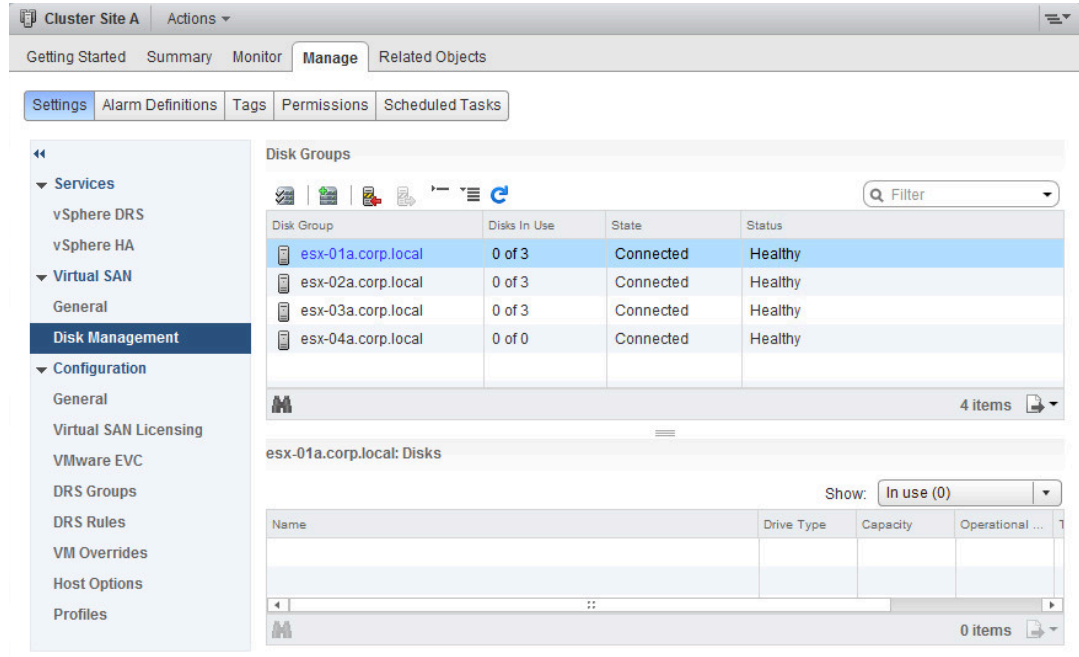 Cluster Site A Actions
Getting Started Summary Monitor Manage Related Objects
Settings Alarm Definitions Tags Permissions Scheduled Tasks
Services
vSphere DRS
vSphere HA
Virtual SAN
General
Disk Management
Configuration
General
Virtual SAN Licensing
VMware EVC
DRS Groups
DRS Rules
VM Overrides
Host Options
Profiles
Disk Groups
Filter
Disk Group Disks In Use State Status
esx-01a.corp.local 0 of 3 Connected Healthy
esx-02a.corp.local 0 of 3 Connected Healthy
esx-03a.corp.local 0 of 3 Connected Healthy
esx-04a.corp.local 0 of 0 Connected Healthy
4 items
esx-01a.corp.local: Disks
Show: In use (0)
Name Drive Type Capacity Operational ... T
0 items